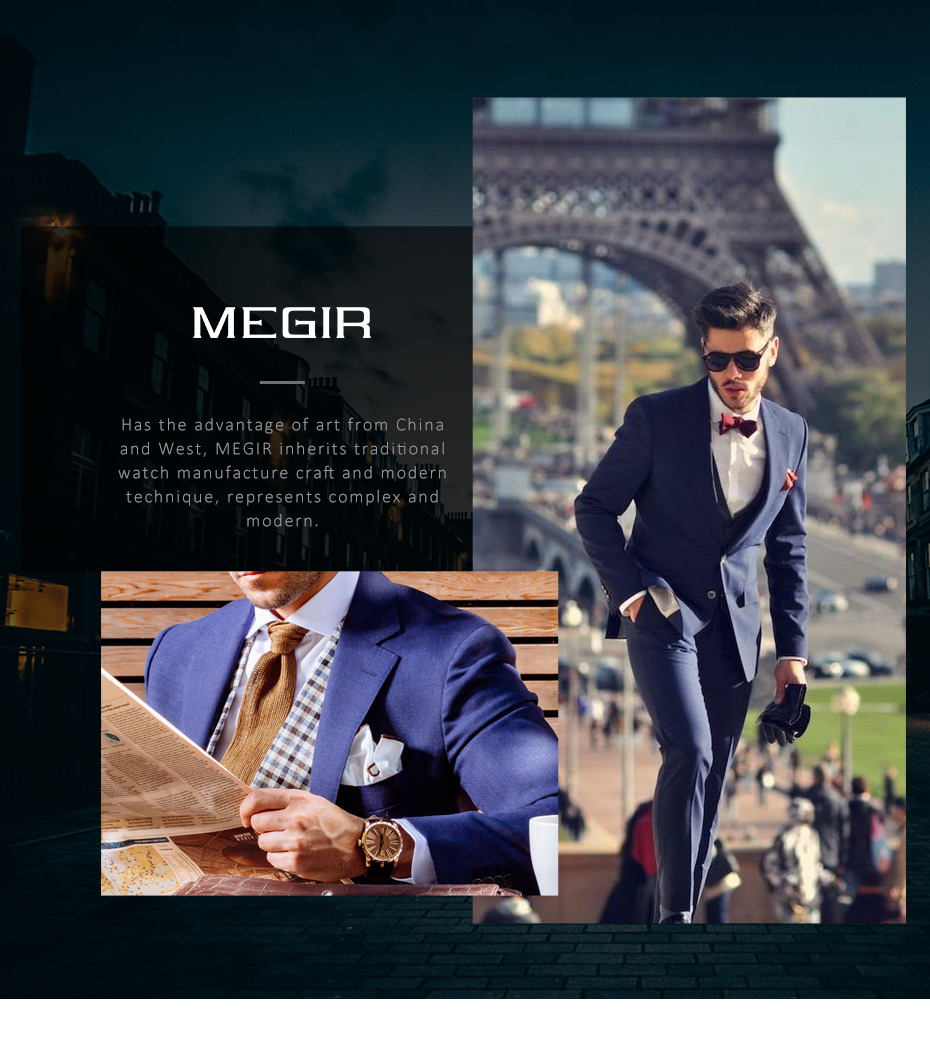 MEGIR
Has the advantage of art from China
and West, MEGIR inherits traditional
watch manufacture craft and modern
technique, represents complex and
modern.